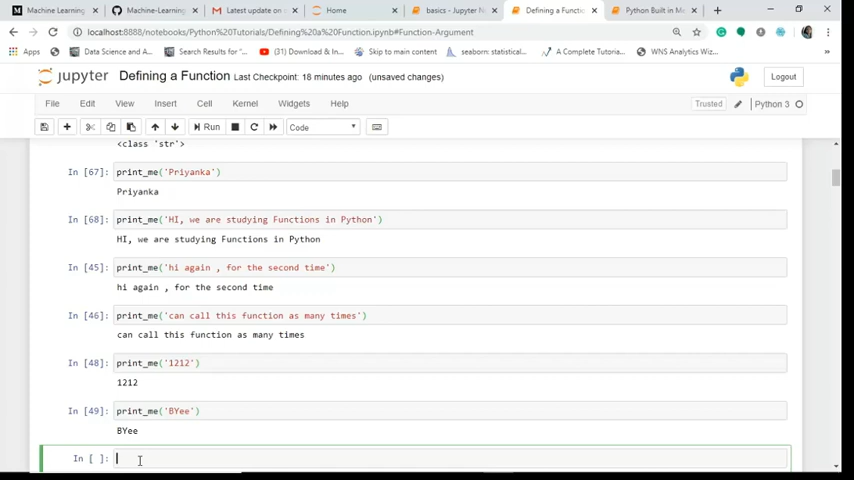 Machine Learning
Machine-Learning
Latest update on
Home
basics - Jupyter N
Defining a Functio
Python Built in M
localhost:8888/notebooks/Python Tutorials/Defining %20a%20Function.ipynb#Function-Argument
Apps
Data Science and A...
Search Results "for...
(31) Download & In...
Skip to main content
seaborn: statistical...
A Complete Tutoria...
WNS Analytics Wiz...
jupyter Defining a Function Last Checkpoint: 18 minutes ago (unsaved changes)
Logout
File Edit View Insert Cell Kernel Widgets Help
Trusted
Python 3
Run
Code
<class 'str'>
In [67]: print_me('Priyanka')
Priyanka
In [68]: print_me('HI, we are studying Functions in Python')
HI, we are studying Functions in Python
In [45]: print_me('hi again , for the second time')
hi again , for the second time
In [46]: print_me('can call this function as many times')
can call this function as many times
In [48]: print_me('1212')
1212
In [49]: print_me('BYee')
BYee
In [ ]: